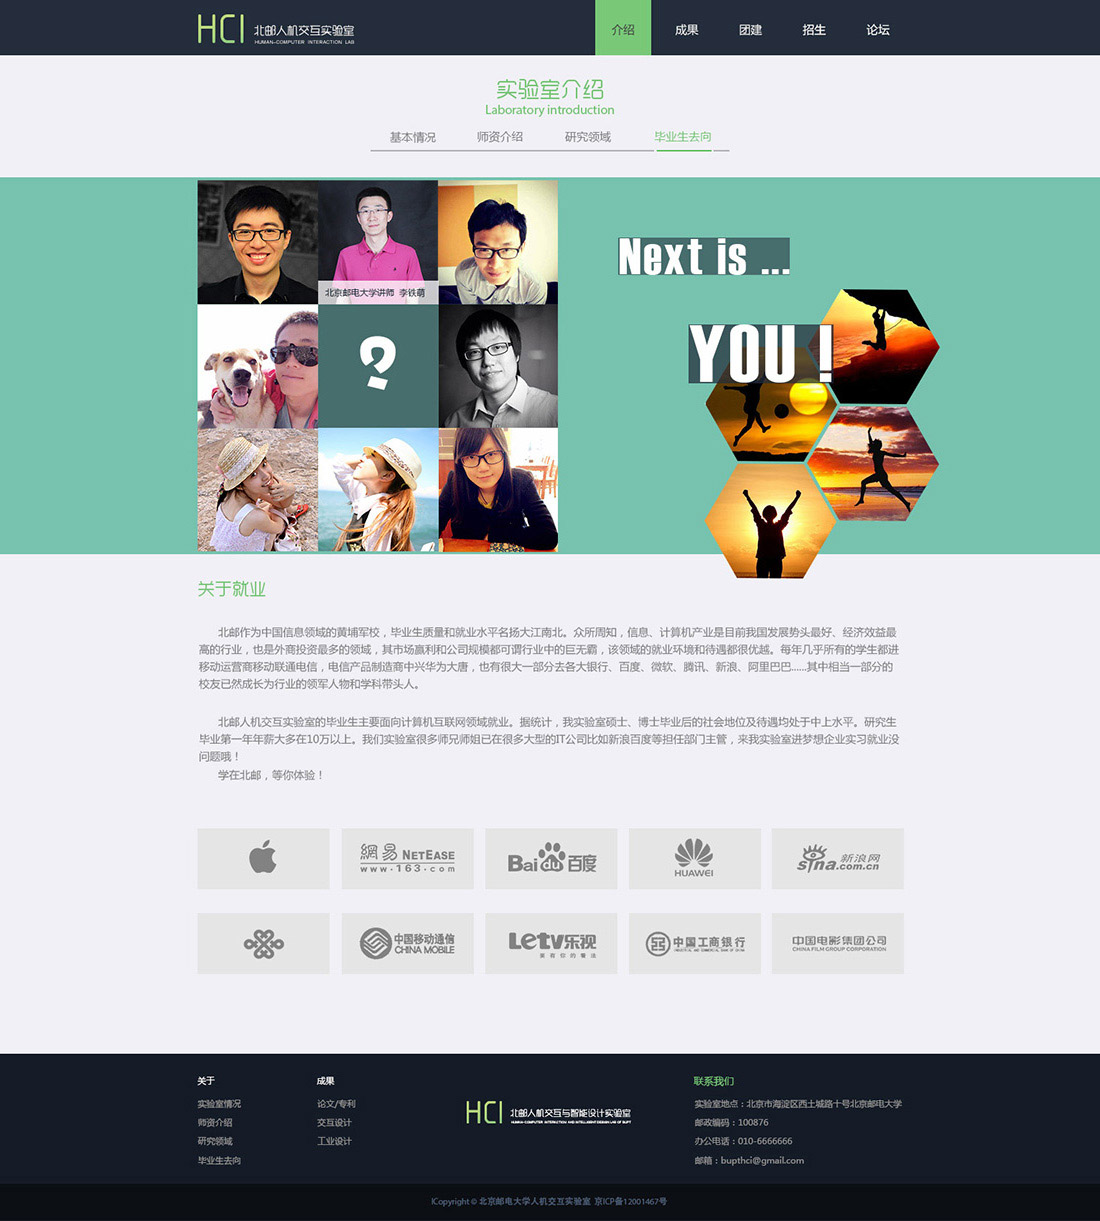 HCI 北邮人机交互实验室
HUMAN-COMPUTER INTERACTION LAB
介绍 成果 团建 招生 论坛
实验室介绍
Laboratory introduction
基本情况 师资介绍 研究领域 毕业生去向
Next is ...
北京邮电大学讲师 李铁萌
YOU !
?
关于就业
北邮作为中国信息领域的黄埔军校，毕业生质量和就业水平名扬大江南北。众所周知，信息、计算机产业是目前我国发展势头最好、经济效益最
高的行业，也是外商投资最多的领域，其市场赢利和公司规模都可谓行业中的巨无霸，该领域的就业环境和待遇都很优越。每年几乎所有的学生都进
移动运营商移动联通电信，电信产品制造商中兴华为大唐，也有很大一部分去各大银行、百度、微软、腾讯、新浪、阿里巴巴......其中相当一部分的
校友已然成长为行业的领军人物和学科带头人。
北邮人机交互实验室的毕业生主要面向计算机互联网领域就业。据统计，我实验室硕士、博士毕业后的社会地位及待遇均处于中上水平。研究生
毕业第一年年薪大多在10万以上。我们实验室很多师兄师姐已在很多大型的IT公司比如新浪百度等担任部门主管，来我实验室进梦想企业实习就业没
问题哦！
学在北邮，等你体验！
網易 NETEASE
www.163.com
Bai du 百度
HUAWEI
sina 新浪网
.com.cn
中国移动通信
CHINA MOBILE
Letv乐视
家有你的看法
中国工商银行
INDUSTRIAL AND COMMERCIAL BANK OF CHINA
中国电影集团公司
CHINA FILM GROUP CORPORATION
关于 成果 联系我们
实验室情况 论文/专利 实验室地点：北京市海淀区西土城路十号北京邮电大学
HCI 北邮人机交互与智能设计实验室
HUMAN-COMPUTER INTERACTION AND INTELLIGENT DESIGN LAB OF BUPT
师资介绍 交互设计 邮政编码：100876
研究领域 工业设计 办公电话：010-6666666
毕业生去向 邮箱：bupthci@gmail.com
lCopyright © 北京邮电大学人机交互实验室 京ICP备12001467号